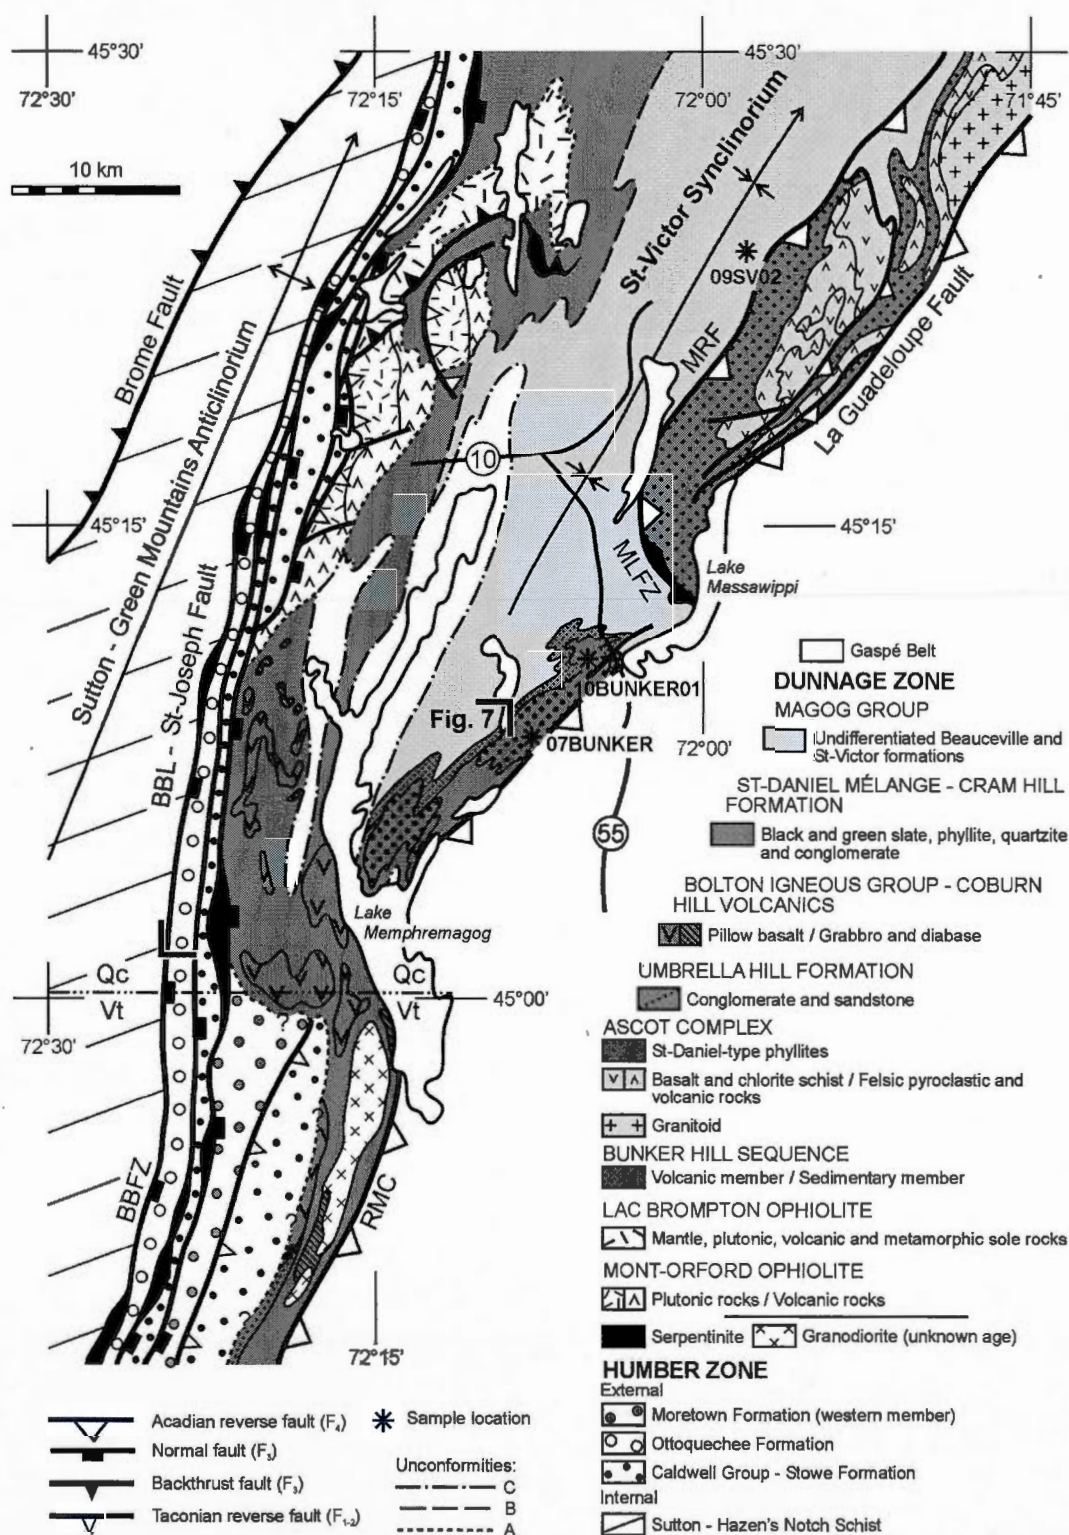 45°30'
45°30'
72°30'
72°15'
72°00'
71°45'
10 km
St-Victor Synclinorium
09SV02
Brome Fault
MRF
La Guadeloupe Fault
Sutton - Green Mountains Anticlinorium
10
45°15'
45°15'
MLFZ
Lake
Massawippi
BBL - St-Joseph Fault
10BUNKER01
Fig. 7
07BUNKER
72°00'
55
Lake
Memphremagog
Qc
Qc
Vt
Vt
45°00'
72°30'
?
?
?
?
BBFZ
RMC
72°15'
Gaspé Belt
DUNNAGE ZONE
MAGOG GROUP
Undifferentiated Beauceville and
St-Victor formations
ST-DANIEL MÉLANGE - CRAM HILL
FORMATION
Black and green slate, phyllite, quartzite
and conglomerate
BOLTON IGNEOUS GROUP - COBURN
HILL VOLCANICS
Pillow basalt / Grabbro and diabase
UMBRELLA HILL FORMATION
Conglomerate and sandstone
ASCOT COMPLEX
St-Daniel-type phyllites
Basalt and chlorite schist / Felsic pyroclastic and
volcanic rocks
Granitoid
BUNKER HILL SEQUENCE
Volcanic member / Sedimentary member
LAC BROMPTON OPHIOLITE
Mantle, plutonic, volcanic and metamorphic sole rocks
MONT-ORFORD OPHIOLITE
Plutonic rocks / Volcanic rocks
Serpentinite Granodiorite (unknown age)
HUMBER ZONE
External
Moretown Formation (western member)
Ottoquechee Formation
Caldwell Group - Stowe Formation
Internal
Sutton - Hazen's Notch Schist
Acadian reverse fault (F4)
Normal fault (F3)
Backthrust fault (F3)
Taconian reverse fault (F1-2)
Sample location
Unconformities:
C
B
A